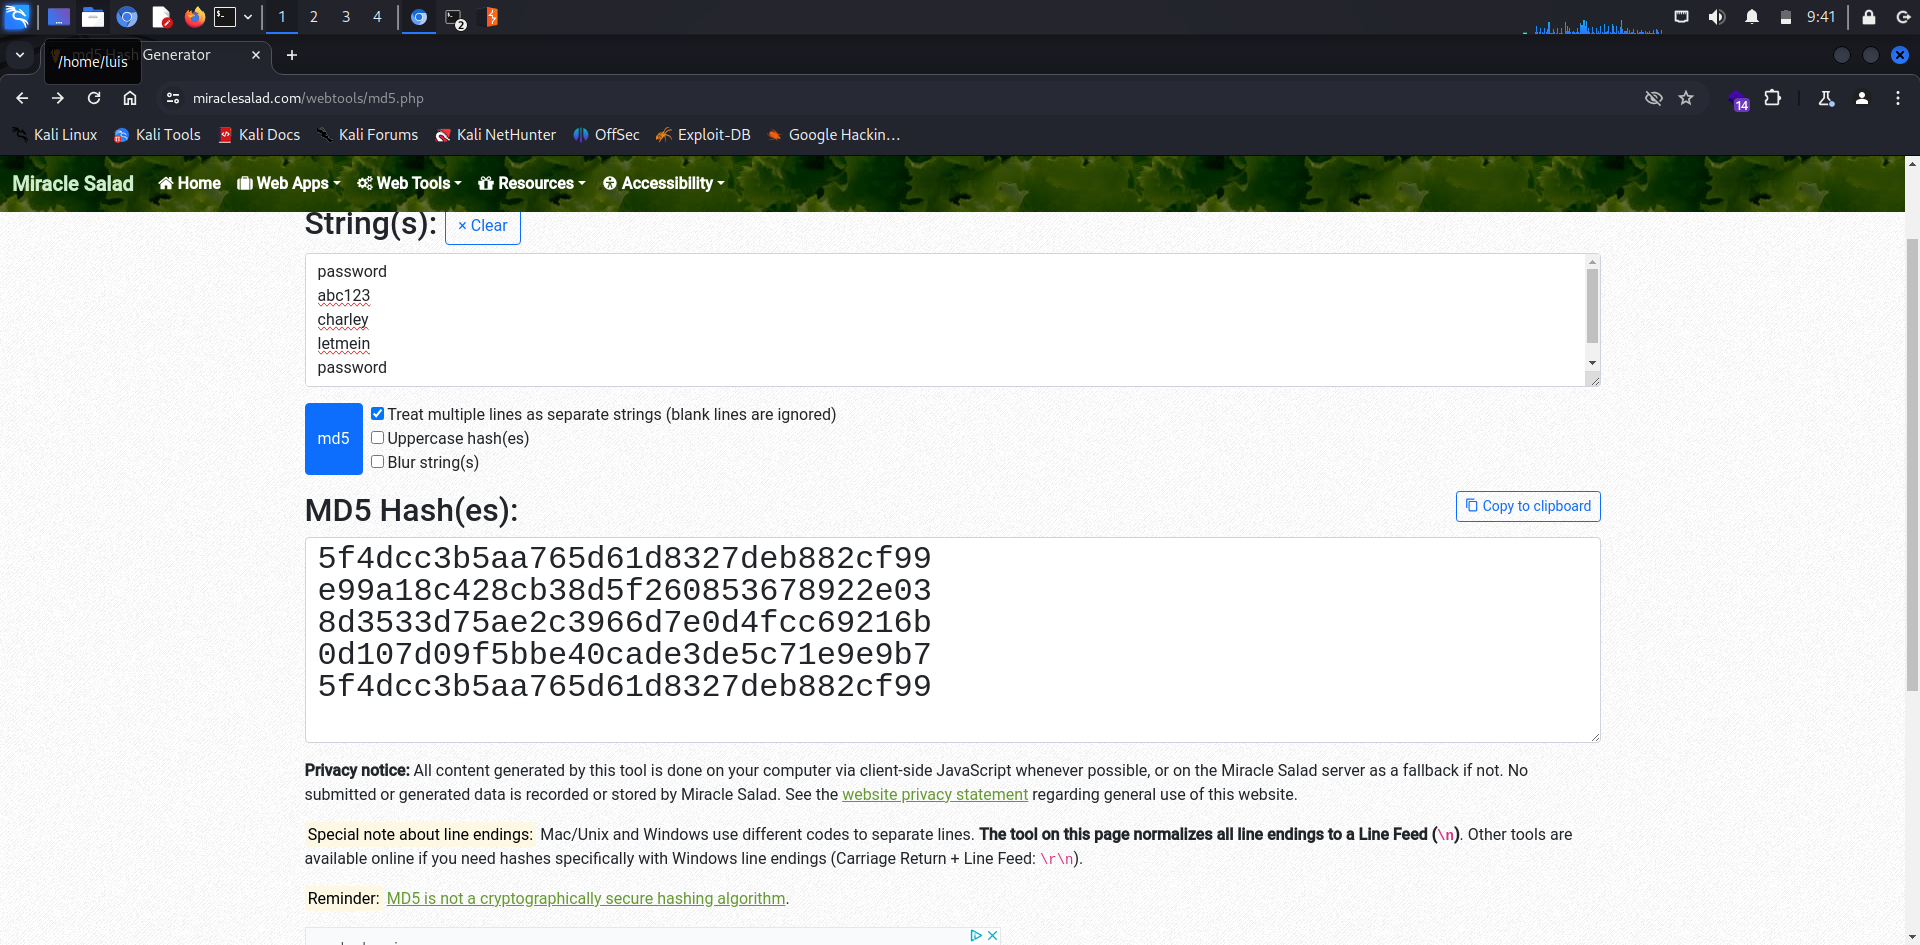 1 2 3 4 2 9:41
md5 Hash Generator
/home/luis
miraclesalad.com/webtools/md5.php 14
Kali Linux Kali Tools Kali Docs Kali Forums Kali NetHunter OffSec Exploit-DB Google Hackin…
Miracle Salad Home Web Apps Web Tools Resources Accessibility
String(s): × Clear
password
abc123
charley
letmein
password
md5
Treat multiple lines as separate strings (blank lines are ignored)
Uppercase hash(es)
Blur string(s)
MD5 Hash(es): Copy to clipboard
5f4dcc3b5aa765d61d8327deb882cf99
e99a18c428cb38d5f260853678922e03
8d3533d75ae2c3966d7e0d4fcc69216b
0d107d09f5bbe40cade3de5c71e9e9b7
5f4dcc3b5aa765d61d8327deb882cf99
Privacy notice: All content generated by this tool is done on your computer via client-side JavaScript whenever possible, or on the Miracle Salad server as a fallback if not. No
submitted or generated data is recorded or stored by Miracle Salad. See the website privacy statement regarding general use of this website.
Special note about line endings: Mac/Unix and Windows use different codes to separate lines. The tool on this page normalizes all line endings to a Line Feed (\n). Other tools are
available online if you need hashes specifically with Windows line endings (Carriage Return + Line Feed: \r\n).
Reminder: MD5 is not a cryptographically secure hashing algorithm.